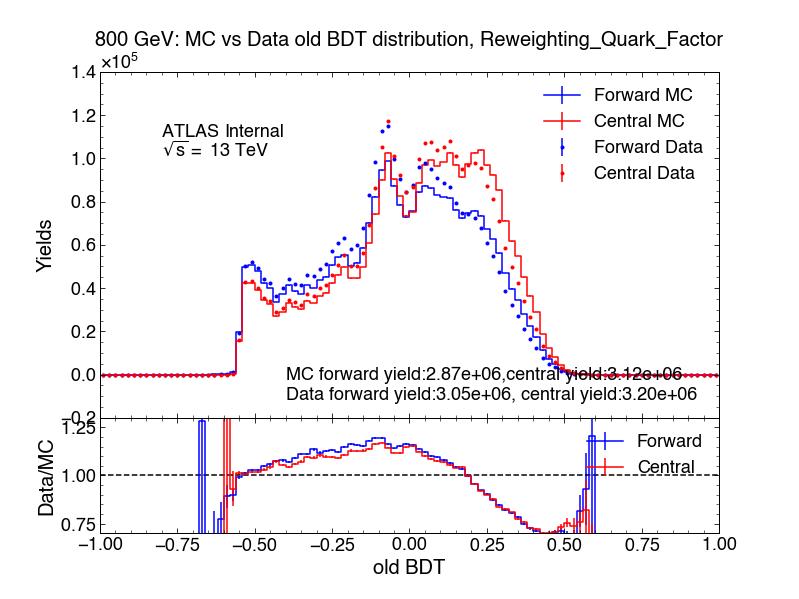 800 GeV: MC vs Data old BDT distribution, Reweighting_Quark_Factor
×10⁵
1.4
1.2
1.0
0.8
0.6
0.4
0.2
0.0
−0.2
Yields
ATLAS Internal
√s = 13 TeV
Forward MC
Central MC
Forward Data
Central Data
MC forward yield:2.87e+06,central yield:3.12e+06
Data forward yield:3.05e+06, central yield:3.20e+06
1.25
1.00
0.75
Data/MC
Forward
Central
−1.00 −0.75 −0.50 −0.25 0.00 0.25 0.50 0.75 1.00
old BDT